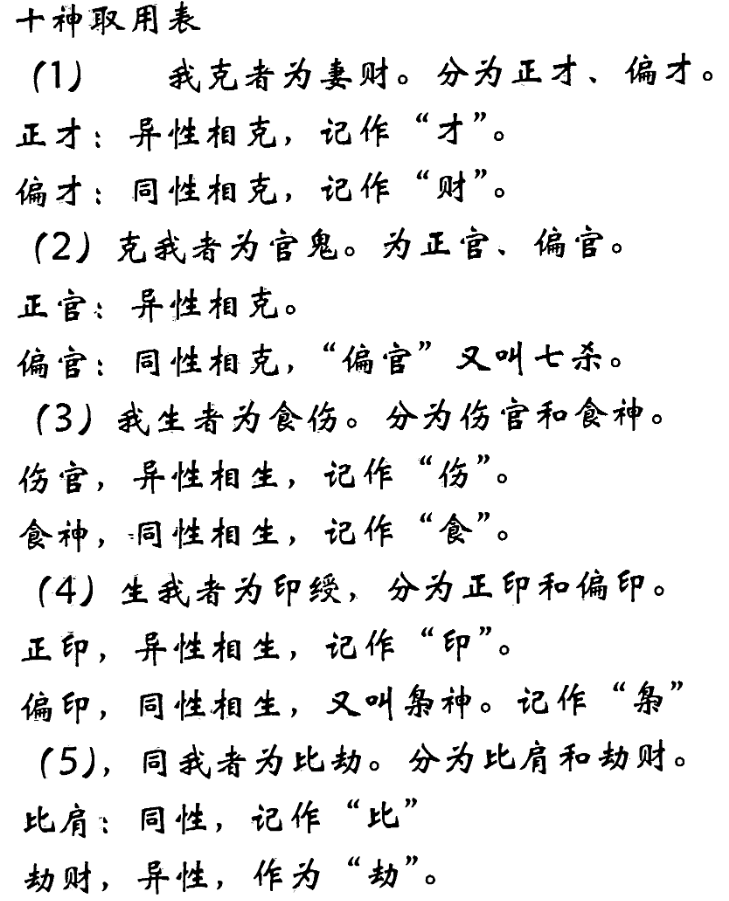 十神取用表
(1) 我克者为妻财。分为正才、偏才。
正才：异性相克，记作“才”。
偏才：同性相克，记作“财”。
(2) 克我者为官鬼。为正官、偏官。
正官：异性相克。
偏官：同性相克，“偏官”又叫七杀。
(3) 我生者为食伤。分为伤官和食神。
伤官，异性相生，记作“伤”。
食神，同性相生，记作“食”。
(4) 生我者为印绶，分为正印和偏印。
正印，异性相生，记作“印”。
偏印，同性相生，又叫枭神。记作“枭”
(5)，同我者为比劫。分为比肩和劫财。
比肩：同性，记作“比”
劫财，异性，作为“劫”。